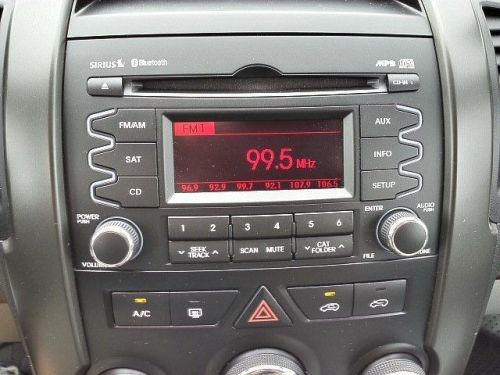 SIRIUS Bluetooth MP3
CD-IN
FM/AM FM1 AUX
99.5 MHz
SAT INFO
CD 96.9 92.9 99.7 92.1 107.9 106.5 SETUP
POWER PUSH 1 2 3 4 5 6 ENTER AUDIO PUSH
SEEK TRACK SCAN MUTE CAT FOLDER
VOLUME FILE TUNE
A/C